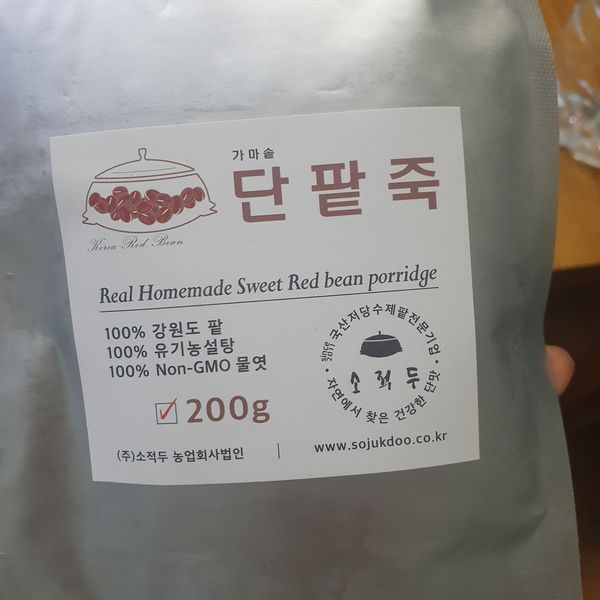 가마솥
단팥죽
Korea Red Bean
Real Homemade Sweet Red bean porridge
100% 강원도 팥
100% 유기농설탕
100% Non-GMO 물엿
200g
since 2011
국산저당수제팥전문기업
소적두
자연에서 찾은 건강한 단맛
(주)소적두 농업회사법인
www.sojukdoo.co.kr